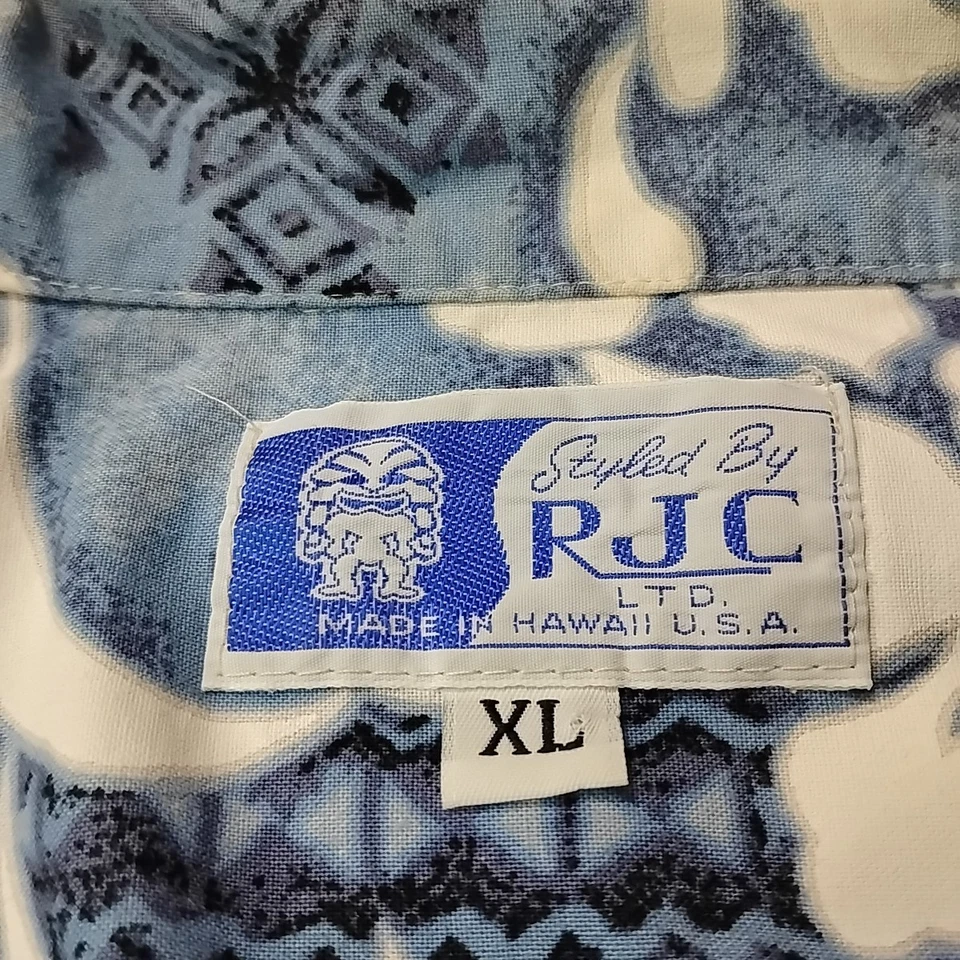 Styled By
RJC
LTD.
MADE IN HAWAII U.S.A.
XL